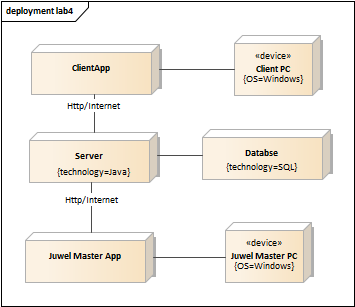 deployment lab4
ClientApp
«device»
Client PC
{OS=Windows}
Http/Internet
Server
{technology=Java}
Databse
{technology=SQL}
Http/Internet
Juwel Master App
«device»
Juwel Master PC
{OS=Windows}